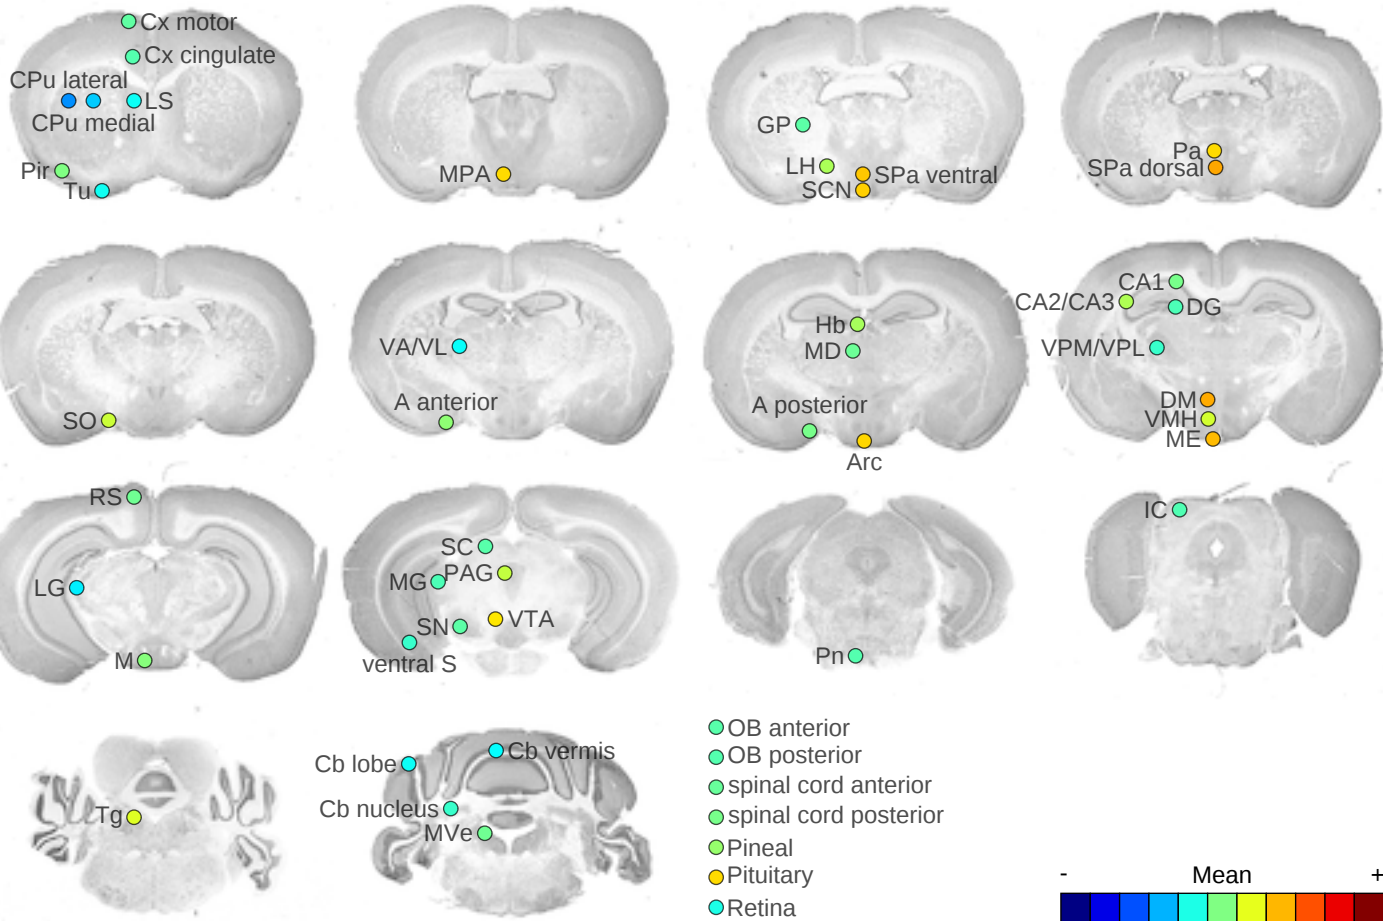 Cx motor
Cx cingulate
CPu lateral
LS
CPu medial
Pir
Tu
MPA
GP
LH
SPa ventral
SCN
Pa
SPa dorsal
SO
VA/VL
A anterior
Hb
MD
A posterior
Arc
CA1
CA2/CA3
DG
VPM/VPL
DM
VMH
ME
RS
LG
M
SC
MG
PAG
SN
VTA
ventral S
Pn
IC
Tg
Cb lobe
Cb vermis
Cb nucleus
MVe
OB anterior
OB posterior
spinal cord anterior
spinal cord posterior
Pineal
Pituitary
Retina
- Mean +